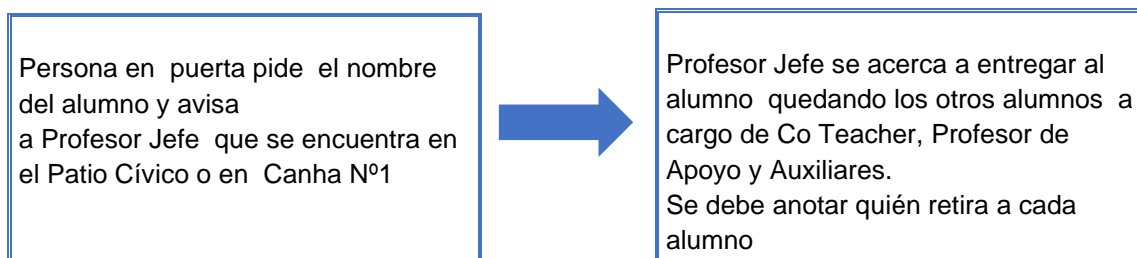 Persona en puerta pide el nombre
del alumno y avisa
a Profesor Jefe que se encuentra en
el Patio Cívico o en Canha Nº1
Profesor Jefe se acerca a entregar al
alumno quedando los otros alumnos a
cargo de Co Teacher, Profesor de
Apoyo y Auxiliares.
Se debe anotar quién retira a cada
alumno